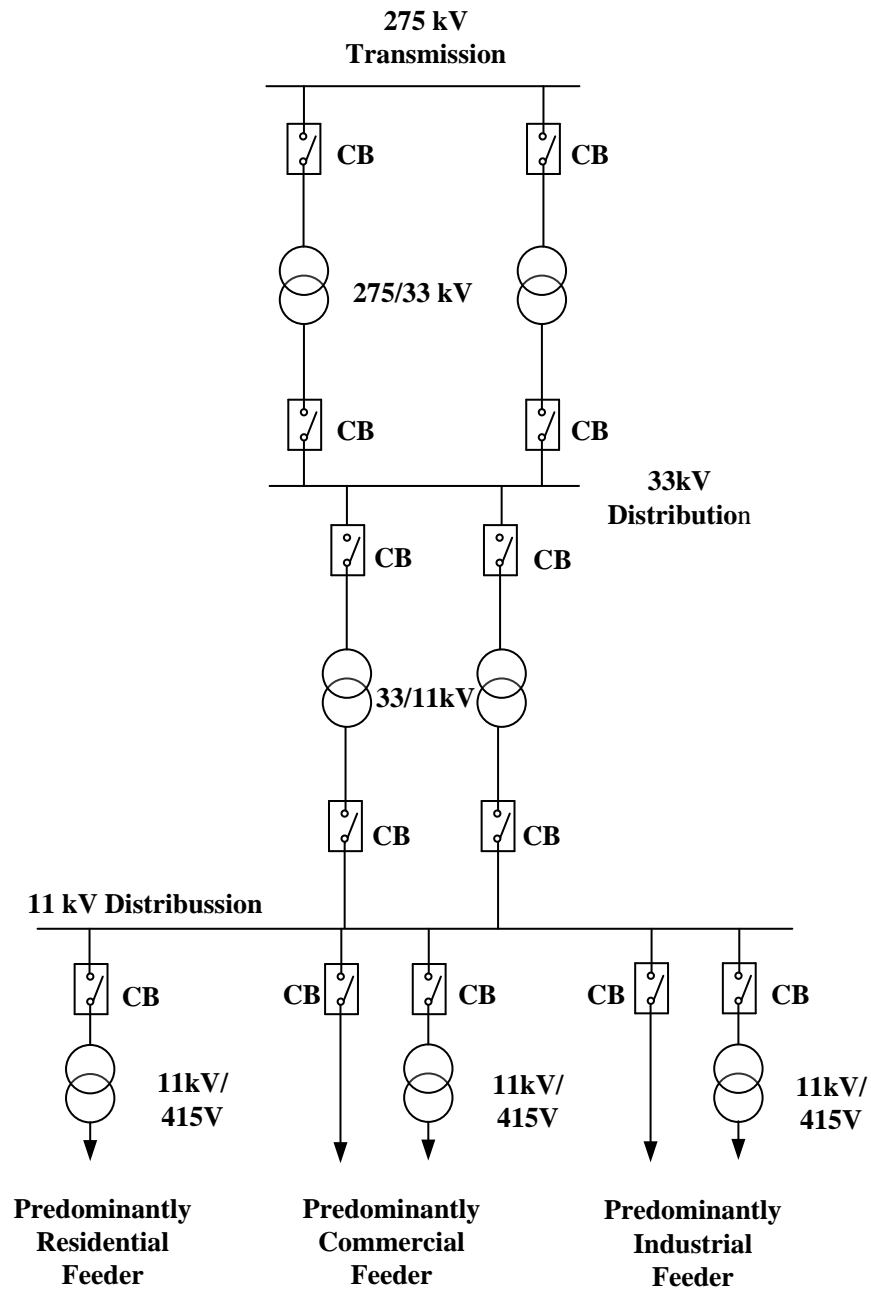 275 kV
Transmission
CB
CB
275/33 kV
CB
CB
33kV
Distribution
CB
CB
33/11kV
CB
CB
11 kV Distribussion
CB
CB
CB
CB
CB
11kV/
415V
11kV/
415V
11kV/
415V
Predominantly
Residential
Feeder
Predominantly
Commercial
Feeder
Predominantly
Industrial
Feeder